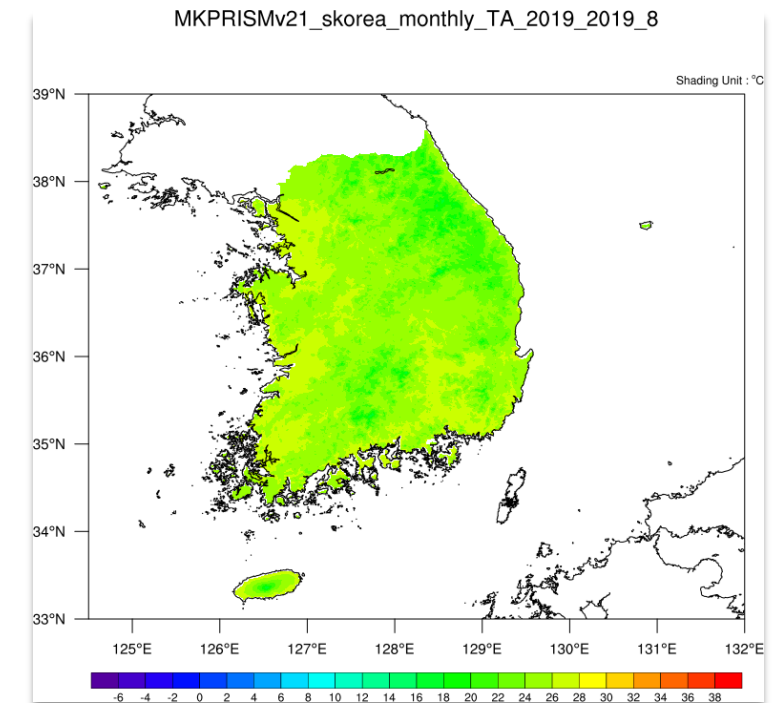 MKPRISMv21_skorea_monthly_TA_2019_2019_8
Shading Unit : °C
39°N
38°N
37°N
36°N
35°N
34°N
33°N
125°E 126°E 127°E 128°E 129°E 130°E 131°E 132°E
-6 -4 -2 0 2 4 6 8 10 12 14 16 18 20 22 24 26 28 30 32 34 36 38